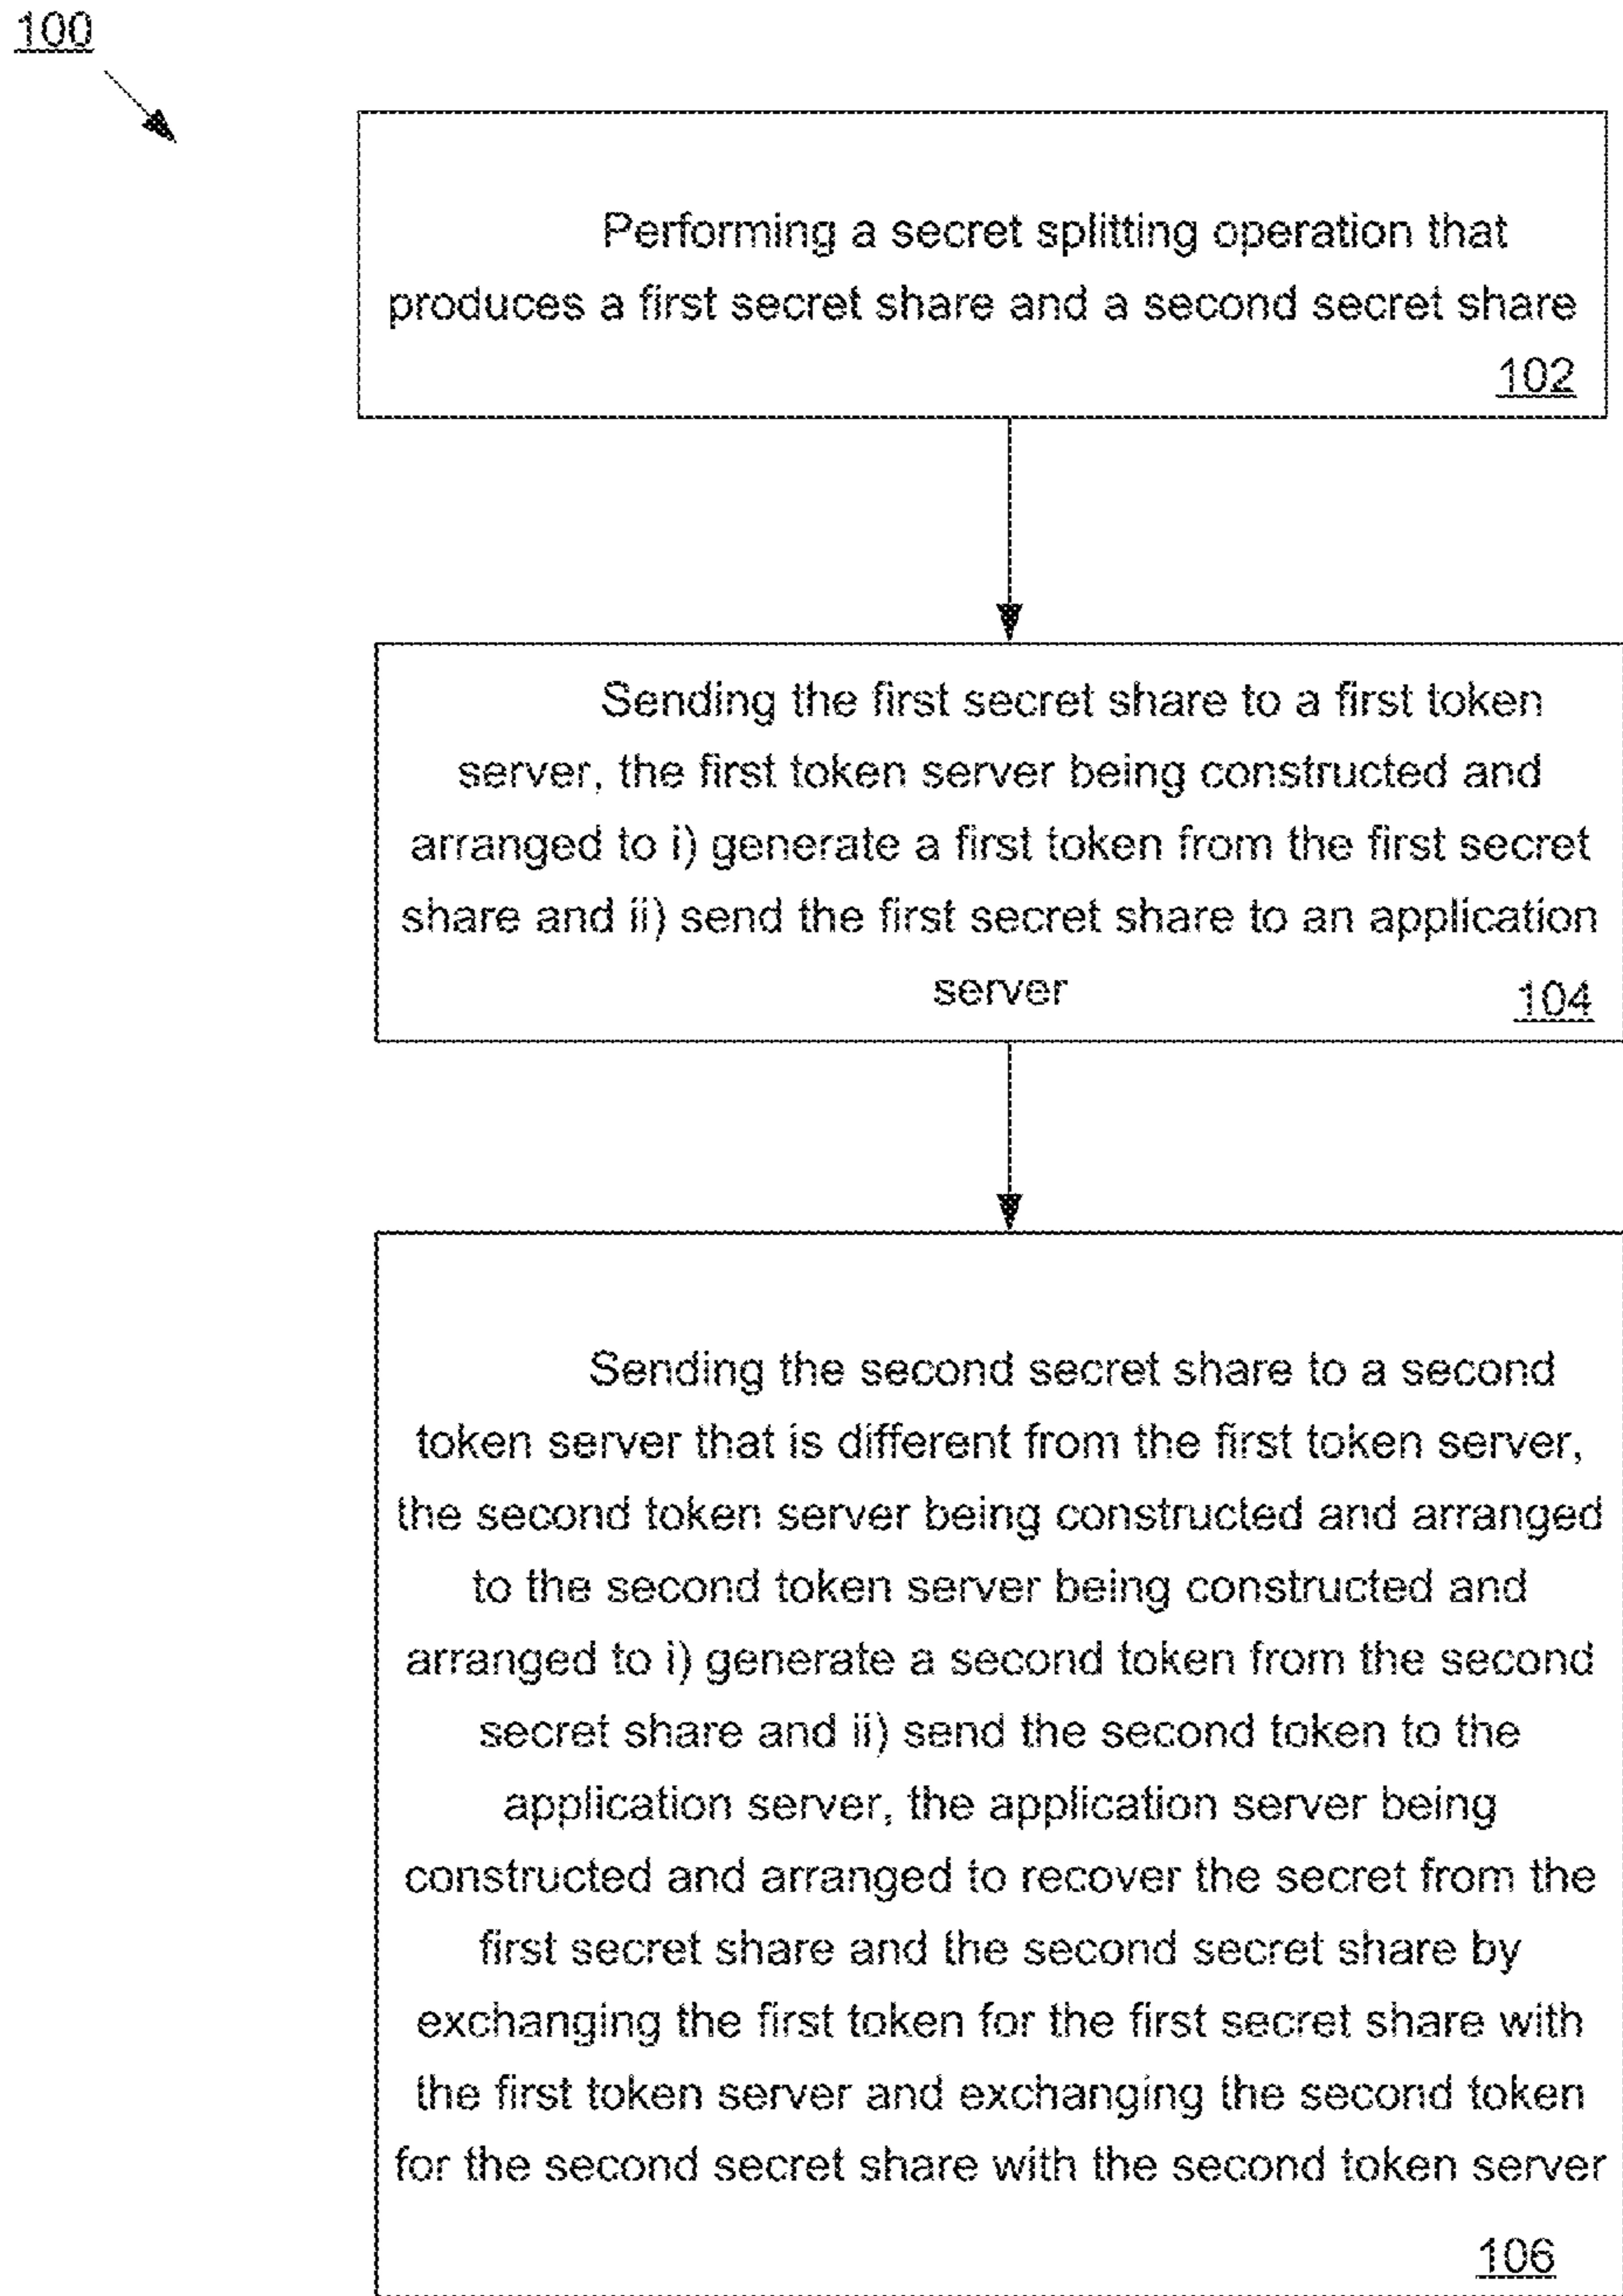 100
Performing a secret splitting operation that
produces a first secret share and a second secret share
102
Sending the first secret share to a first token
server, the first token server being constructed and
arranged to i) generate a first token from the first secret
share and ii) send the first secret share to an application
server
104
Sending the second secret share to a second
token server that is different from the first token server,
the second token server being constructed and arranged
to the second token server being constructed and
arranged to i) generate a second token from the second
secret share and ii) send the second token to the
application server, the application server being
constructed and arranged to recover the secret from the
first secret share and the second secret share by
exchanging the first token for the first secret share with
the first token server and exchanging the second token
for the second secret share with the second token server
106